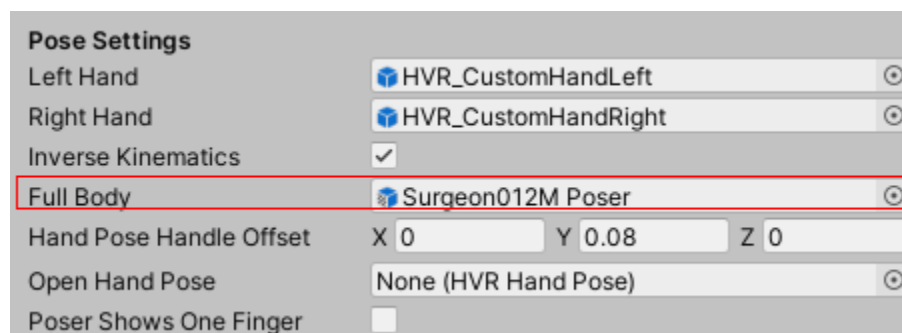 Pose Settings
Left Hand HVR_CustomHandLeft
Right Hand HVR_CustomHandRight
Inverse Kinematics
Full Body Surgeon012M Poser
Hand Pose Handle Offset X 0 Y 0.08 Z 0
Open Hand Pose None (HVR Hand Pose)
Poser Shows One Finger